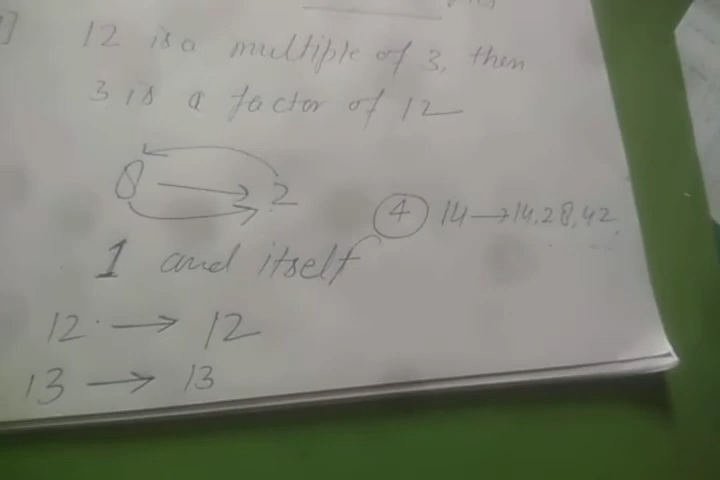 12 is a multiple of 3, then
3 is a factor of 12
8 → 2
④ 14 → 14, 28, 42
1 and itself
12 → 12
13 → 13